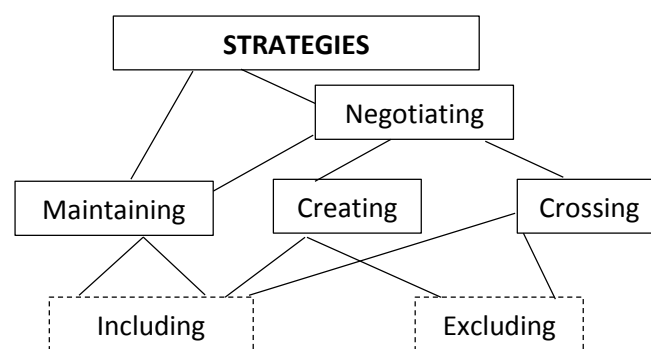 STRATEGIES
Negotiating
Maintaining
Creating
Crossing
Including
Excluding